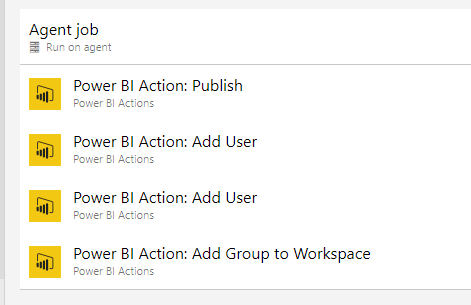 Agent job
Run on agent
Power BI Action: Publish
Power BI Actions
Power BI Action: Add User
Power BI Actions
Power BI Action: Add User
Power BI Actions
Power BI Action: Add Group to Workspace
Power BI Actions